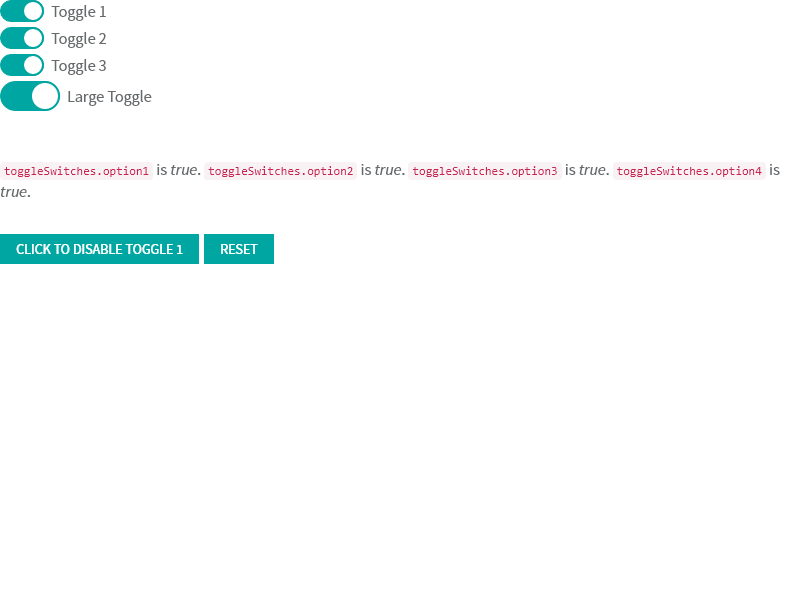 Toggle 1
Toggle 2
Toggle 3
Large Toggle
toggleSwitches.option1 is true. toggleSwitches.option2 is true. toggleSwitches.option3 is true. toggleSwitches.option4 is
true.
CLICK TO DISABLE TOGGLE 1 RESET